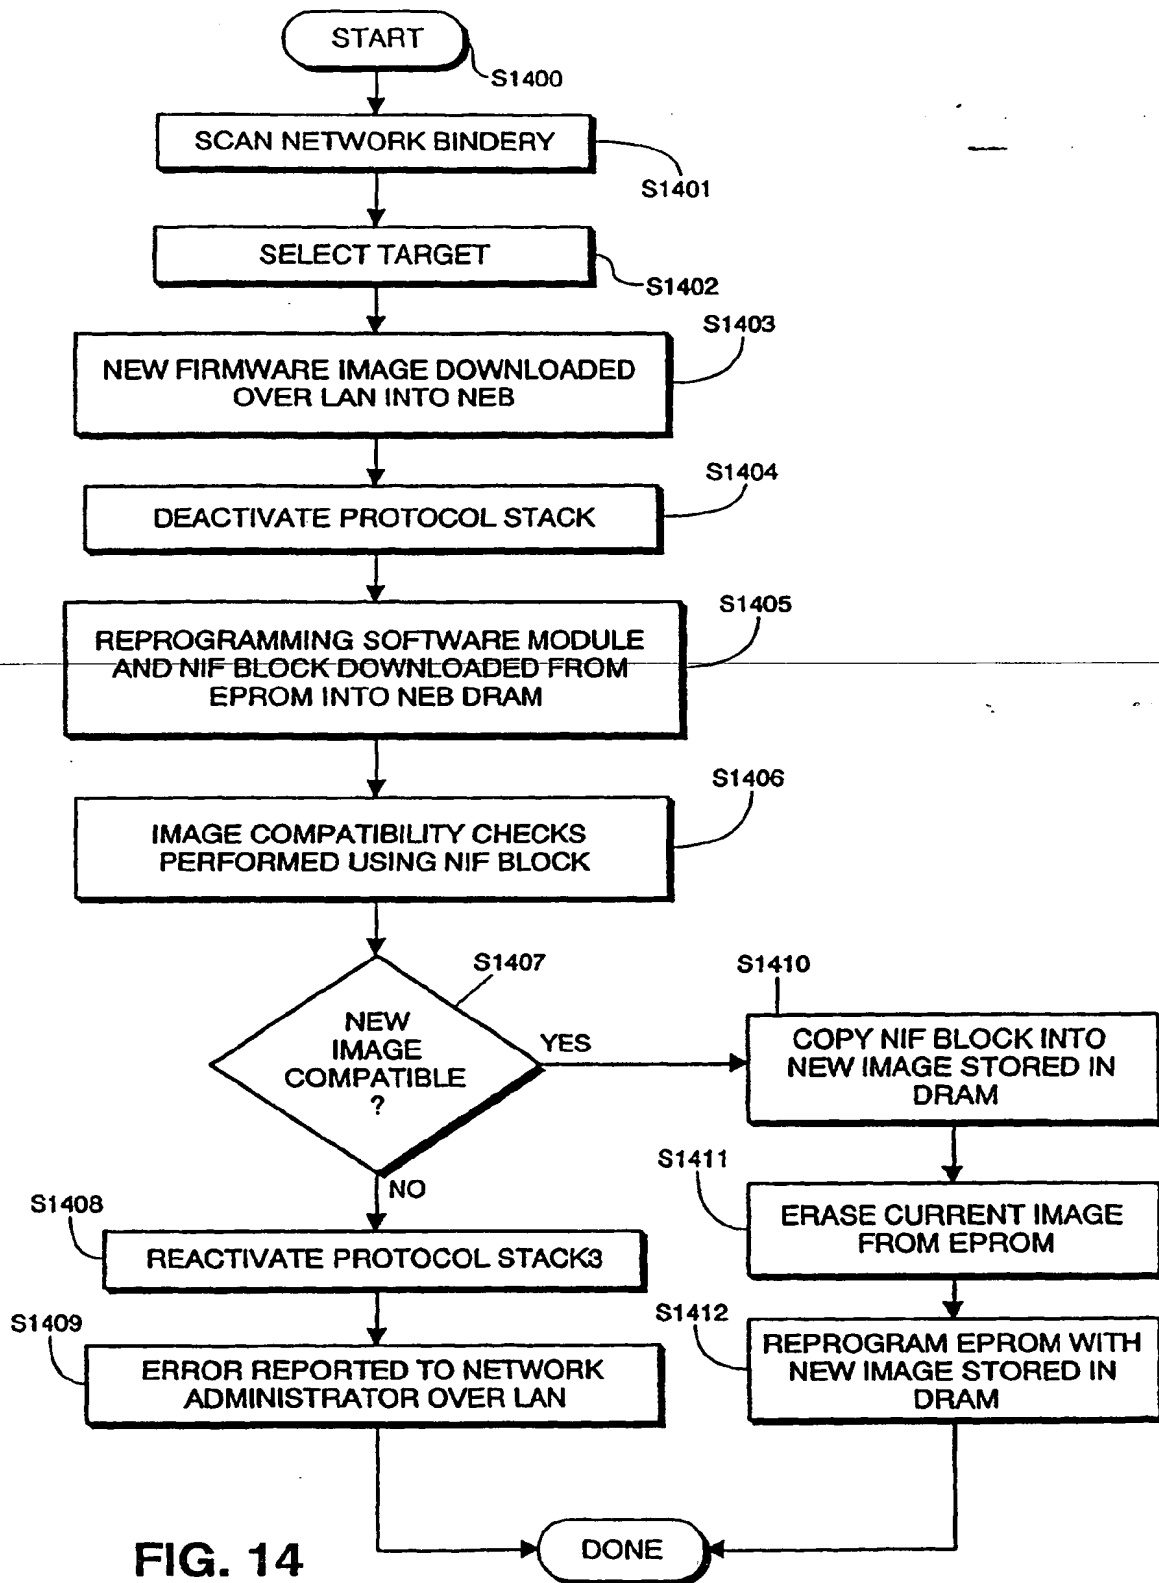 START
S1400
SCAN NETWORK BINDERY
S1401
SELECT TARGET
S1402
S1403
NEW FIRMWARE IMAGE DOWNLOADED
OVER LAN INTO NEB
S1404
DEACTIVATE PROTOCOL STACK
S1405
REPROGRAMMING SOFTWARE MODULE
AND NIF BLOCK DOWNLOADED FROM
EPROM INTO NEB DRAM
S1406
IMAGE COMPATIBILITY CHECKS
PERFORMED USING NIF BLOCK
S1407
NEW
IMAGE
COMPATIBLE
?
YES
NO
S1408
REACTIVATE PROTOCOL STACK3
S1409
ERROR REPORTED TO NETWORK
ADMINISTRATOR OVER LAN
S1410
COPY NIF BLOCK INTO
NEW IMAGE STORED IN
DRAM
S1411
ERASE CURRENT IMAGE
FROM EPROM
S1412
REPROGRAM EPROM WITH
NEW IMAGE STORED IN
DRAM
DONE
FIG. 14